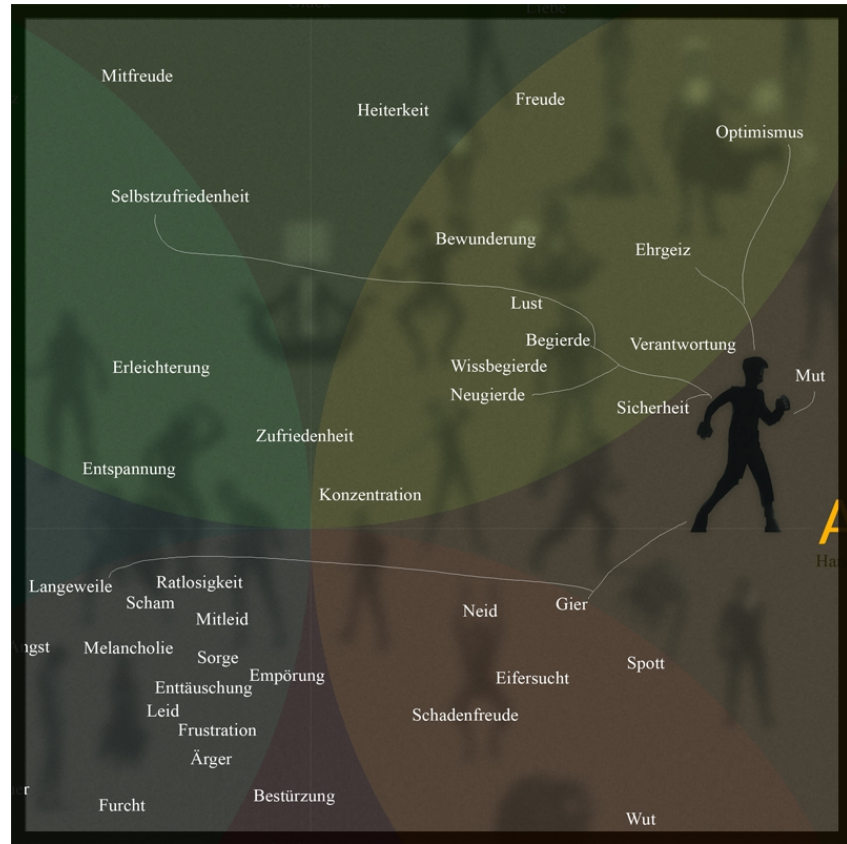 Mitfreude
Freude
Heiterkeit
Optimismus
Selbstzufriedenheit
Bewunderung
Ehrgeiz
Lust
Begierde
Verantwortung
Wissbegierde
Erleichterung
Mut
Neugierde
Sicherheit
Zufriedenheit
Entspannung
Konzentration
Langeweile
Ratlosigkeit
Scham
Gier
Neid
Mitleid
Melancholie
Sorge
Spott
Empörung
Eifersucht
Enttäuschung
Leid
Schadenfreude
Frustration
Ärger
Bestürzung
Furcht
Wut